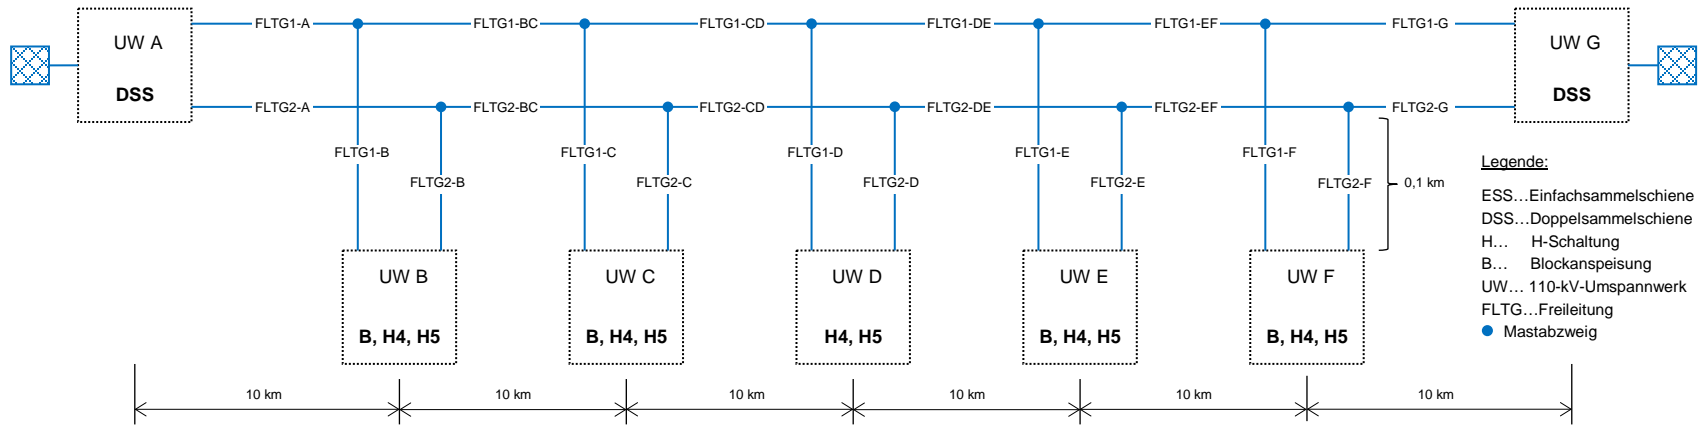 FLTG1-A FLTG1-BC FLTG1-CD FLTG1-DE FLTG1-EF FLTG1-G
UW A
DSS
UW G
DSS
FLTG2-A FLTG2-BC FLTG2-CD FLTG2-DE FLTG2-EF FLTG2-G
FLTG1-B FLTG1-C FLTG1-D FLTG1-E FLTG1-F
FLTG2-B FLTG2-C FLTG2-D FLTG2-E FLTG2-F
0,1 km
UW B
B, H4, H5
UW C
B, H4, H5
UW D
H4, H5
UW E
B, H4, H5
UW F
B, H4, H5
Legende:
ESS…Einfachsammelschiene
DSS…Doppelsammelschiene
H… H-Schaltung
B… Blockanspeisung
UW… 110-kV-Umspannwerk
FLTG…Freileitung
Mastabzweig
10 km 10 km 10 km 10 km 10 km 10 km